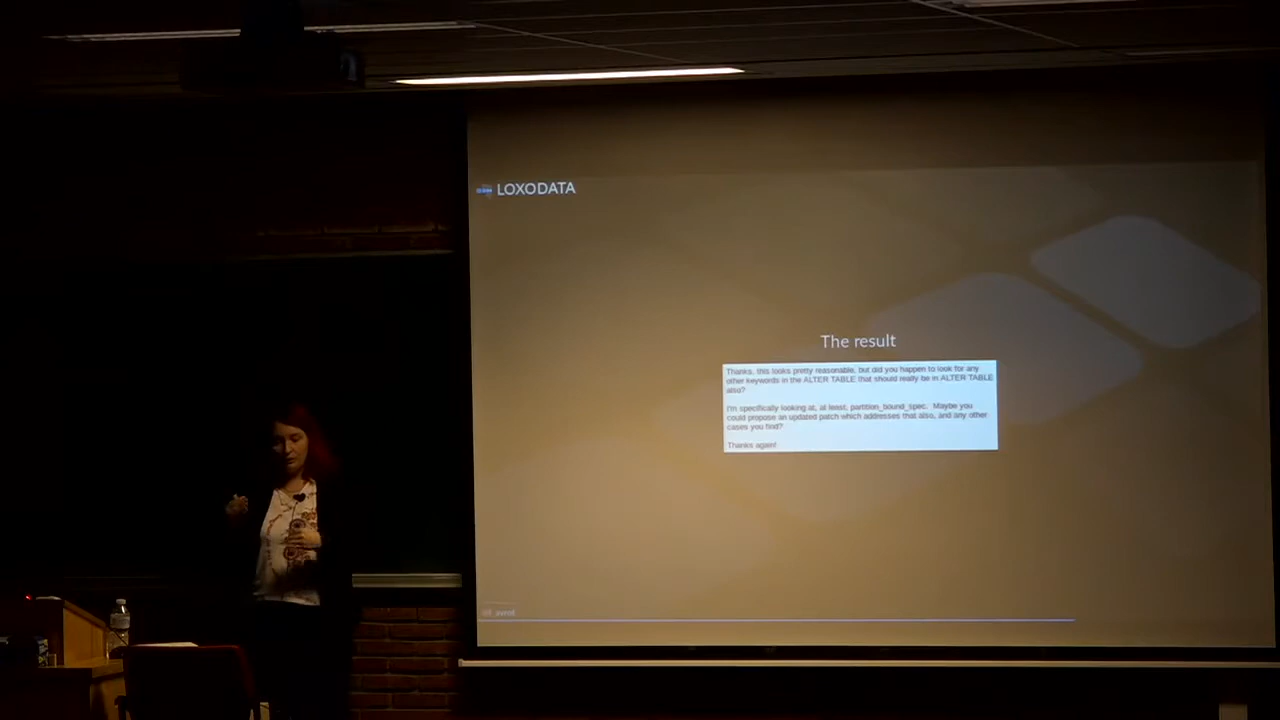 LOXODATA
The result
Thanks, this looks pretty reasonable, but did you happen to look for any
other keywords in the ALTER TABLE that should really be in ALTER TABLE
also?
I'm specifically looking at, at least, partition_bound_spec. Maybe you
could propose an updated patch which addresses that also, and any other
cases you find?
Thanks again!